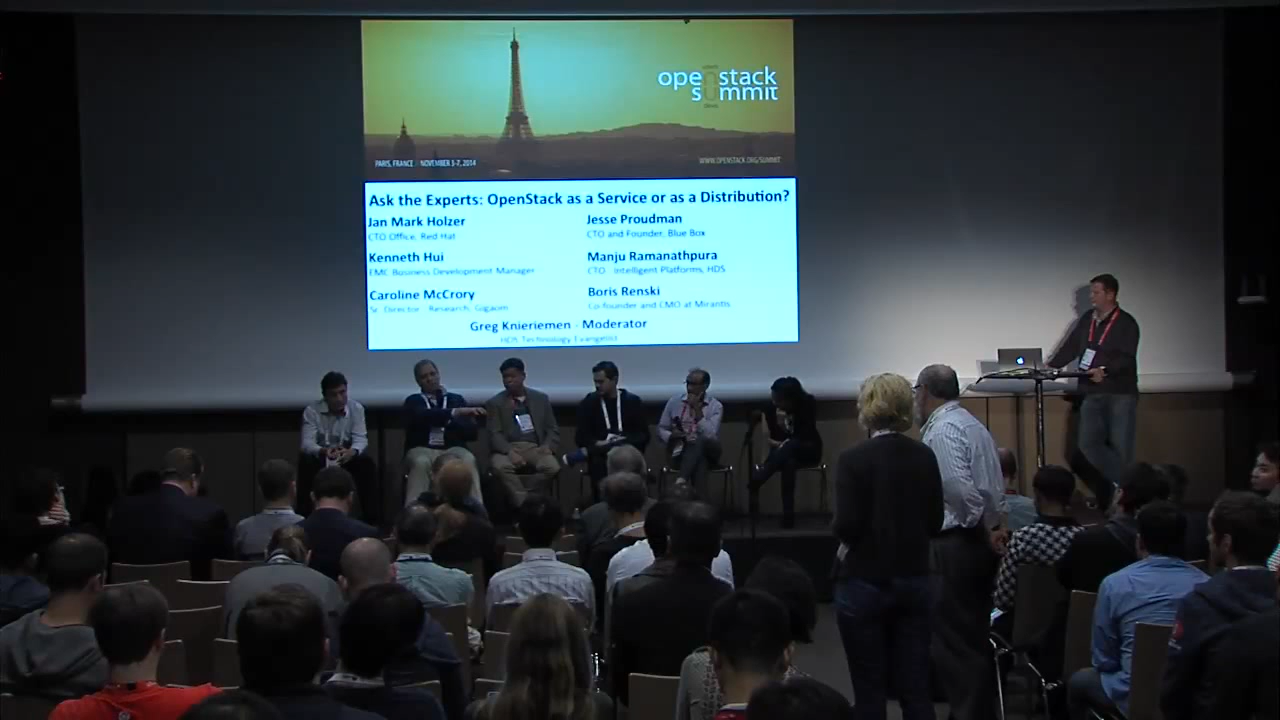 openstack
summit
PARIS, FRANCE
NOVEMBER 3-7, 2014
WWW.OPENSTACK.ORG/SUMMIT
Ask the Experts: OpenStack as a Service or as a Distribution?
Jan Mark Holzer
CTO Office, Red Hat
Jesse Proudman
CTO and Founder, Blue Box
Kenneth Hui
EMC Business Development Manager
Manju Ramanathpura
CTO - Intelligent Platforms, HDS
Caroline McCrory
Sr. Director - Research, Gigaom
Boris Renski
Co-founder and CMO at Mirantis
Greg Knieriemen - Moderator
HDS Technology Evangelist